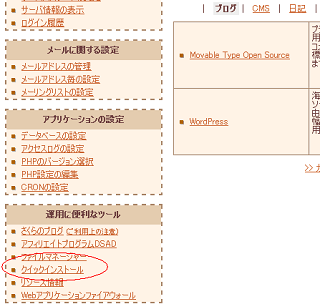 サーバ情報の表示
ログイン履歴
メールに関する設定
メールアドレスの管理
メールアドレス毎の設定
メーリングリストの設定
アプリケーションの設定
データベースの設定
アクセスログの設定
PHPのバージョン選択
PHP設定の編集
CRONの設定
運用に便利なツール
さくらのブログ (ご利用上の注意)
アフィリエイトプログラムDSAD
ファイルマネージャー
クイックインストール
リソース情報
Webアプリケーションファイアウォール
| ブログ | CMS | 日記 |
Movable Type Open Source
WordPress
>>